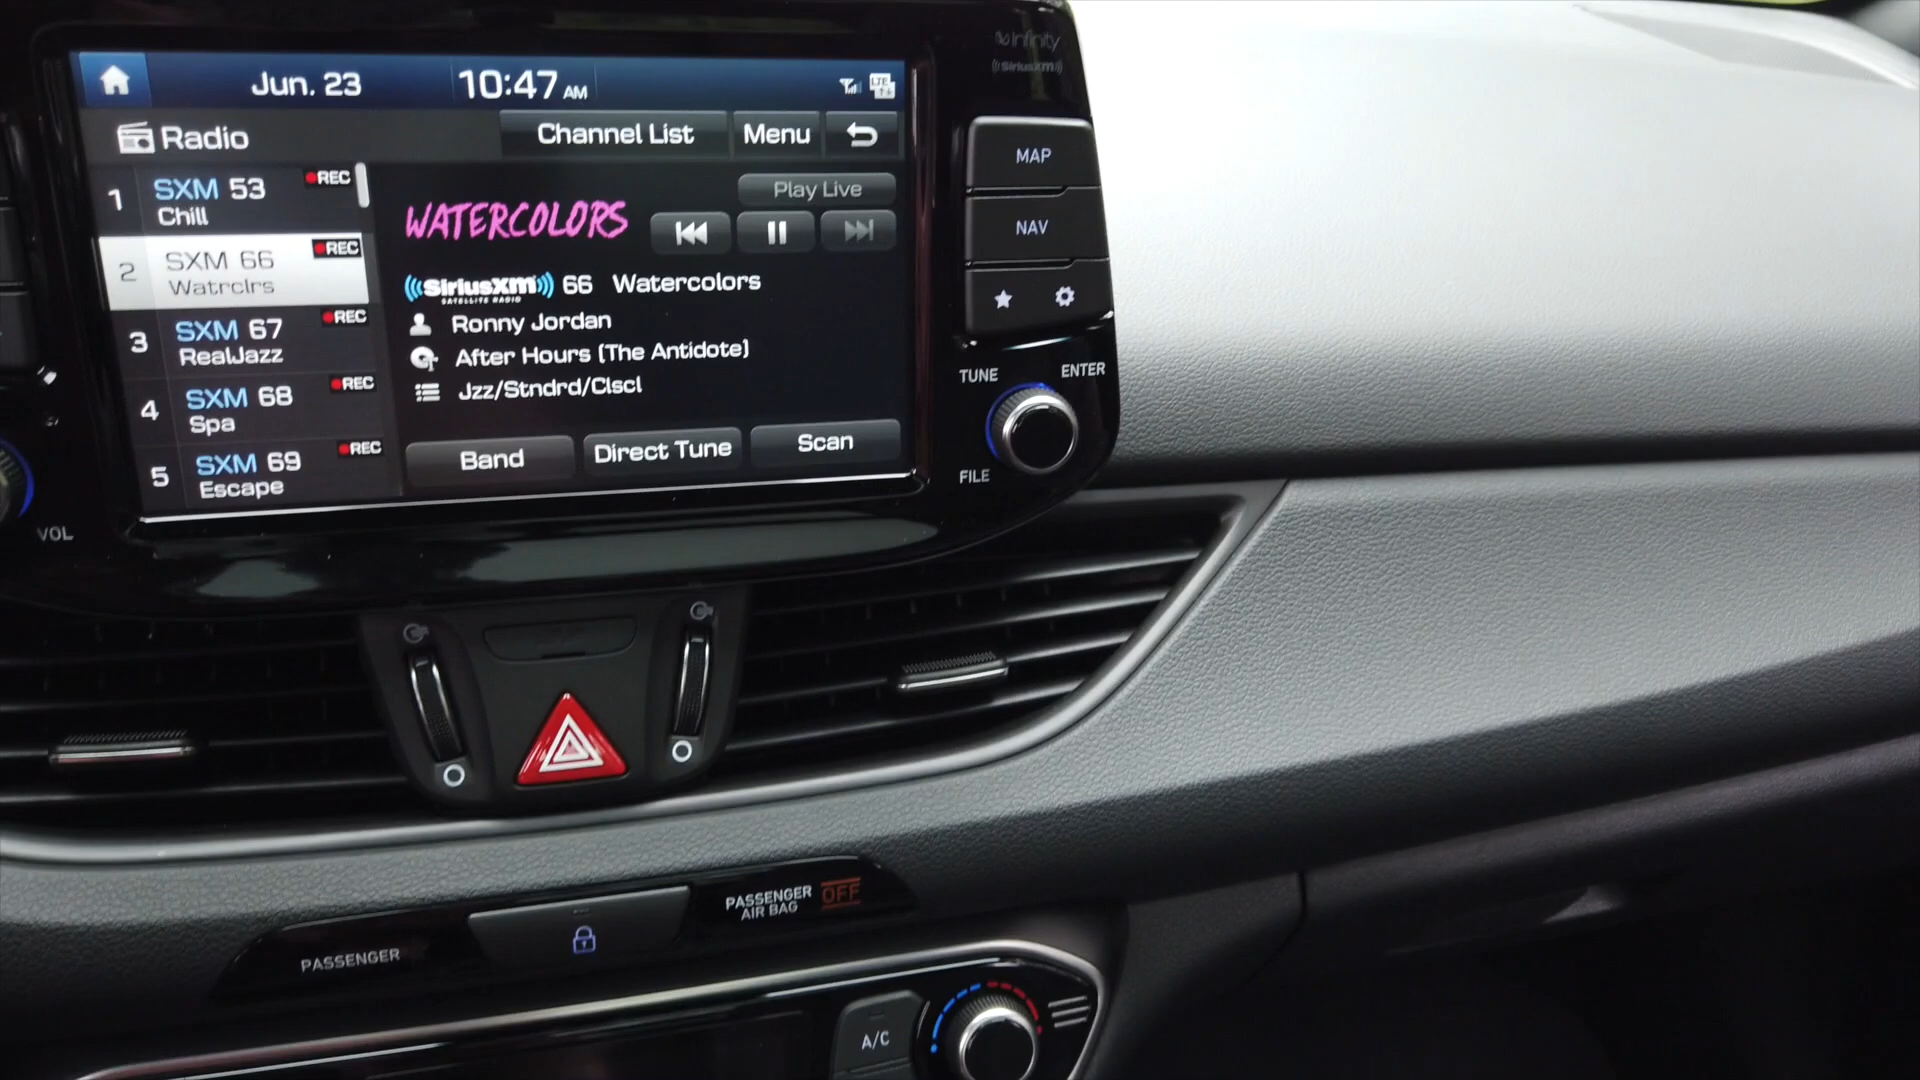 infinity
SiriusXM
Jun. 23
10:47 AM
LTE
Radio
Channel List
Menu
1 SXM 53 REC
Chill
2 SXM 66 REC
Watrclrs
3 SXM 67 REC
RealJazz
4 SXM 68 REC
Spa
5 SXM 69 REC
Escape
Play Live
WATERCOLORS
SiriusXM 66 Watercolors
SATELLITE RADIO
Ronny Jordan
After Hours (The Antidote)
Jzz/Stndrd/Clscl
Band
Direct Tune
Scan
MAP
NAV
TUNE
ENTER
FILE
VOL
PASSENGER
PASSENGER
AIR BAG
OFF
A/C